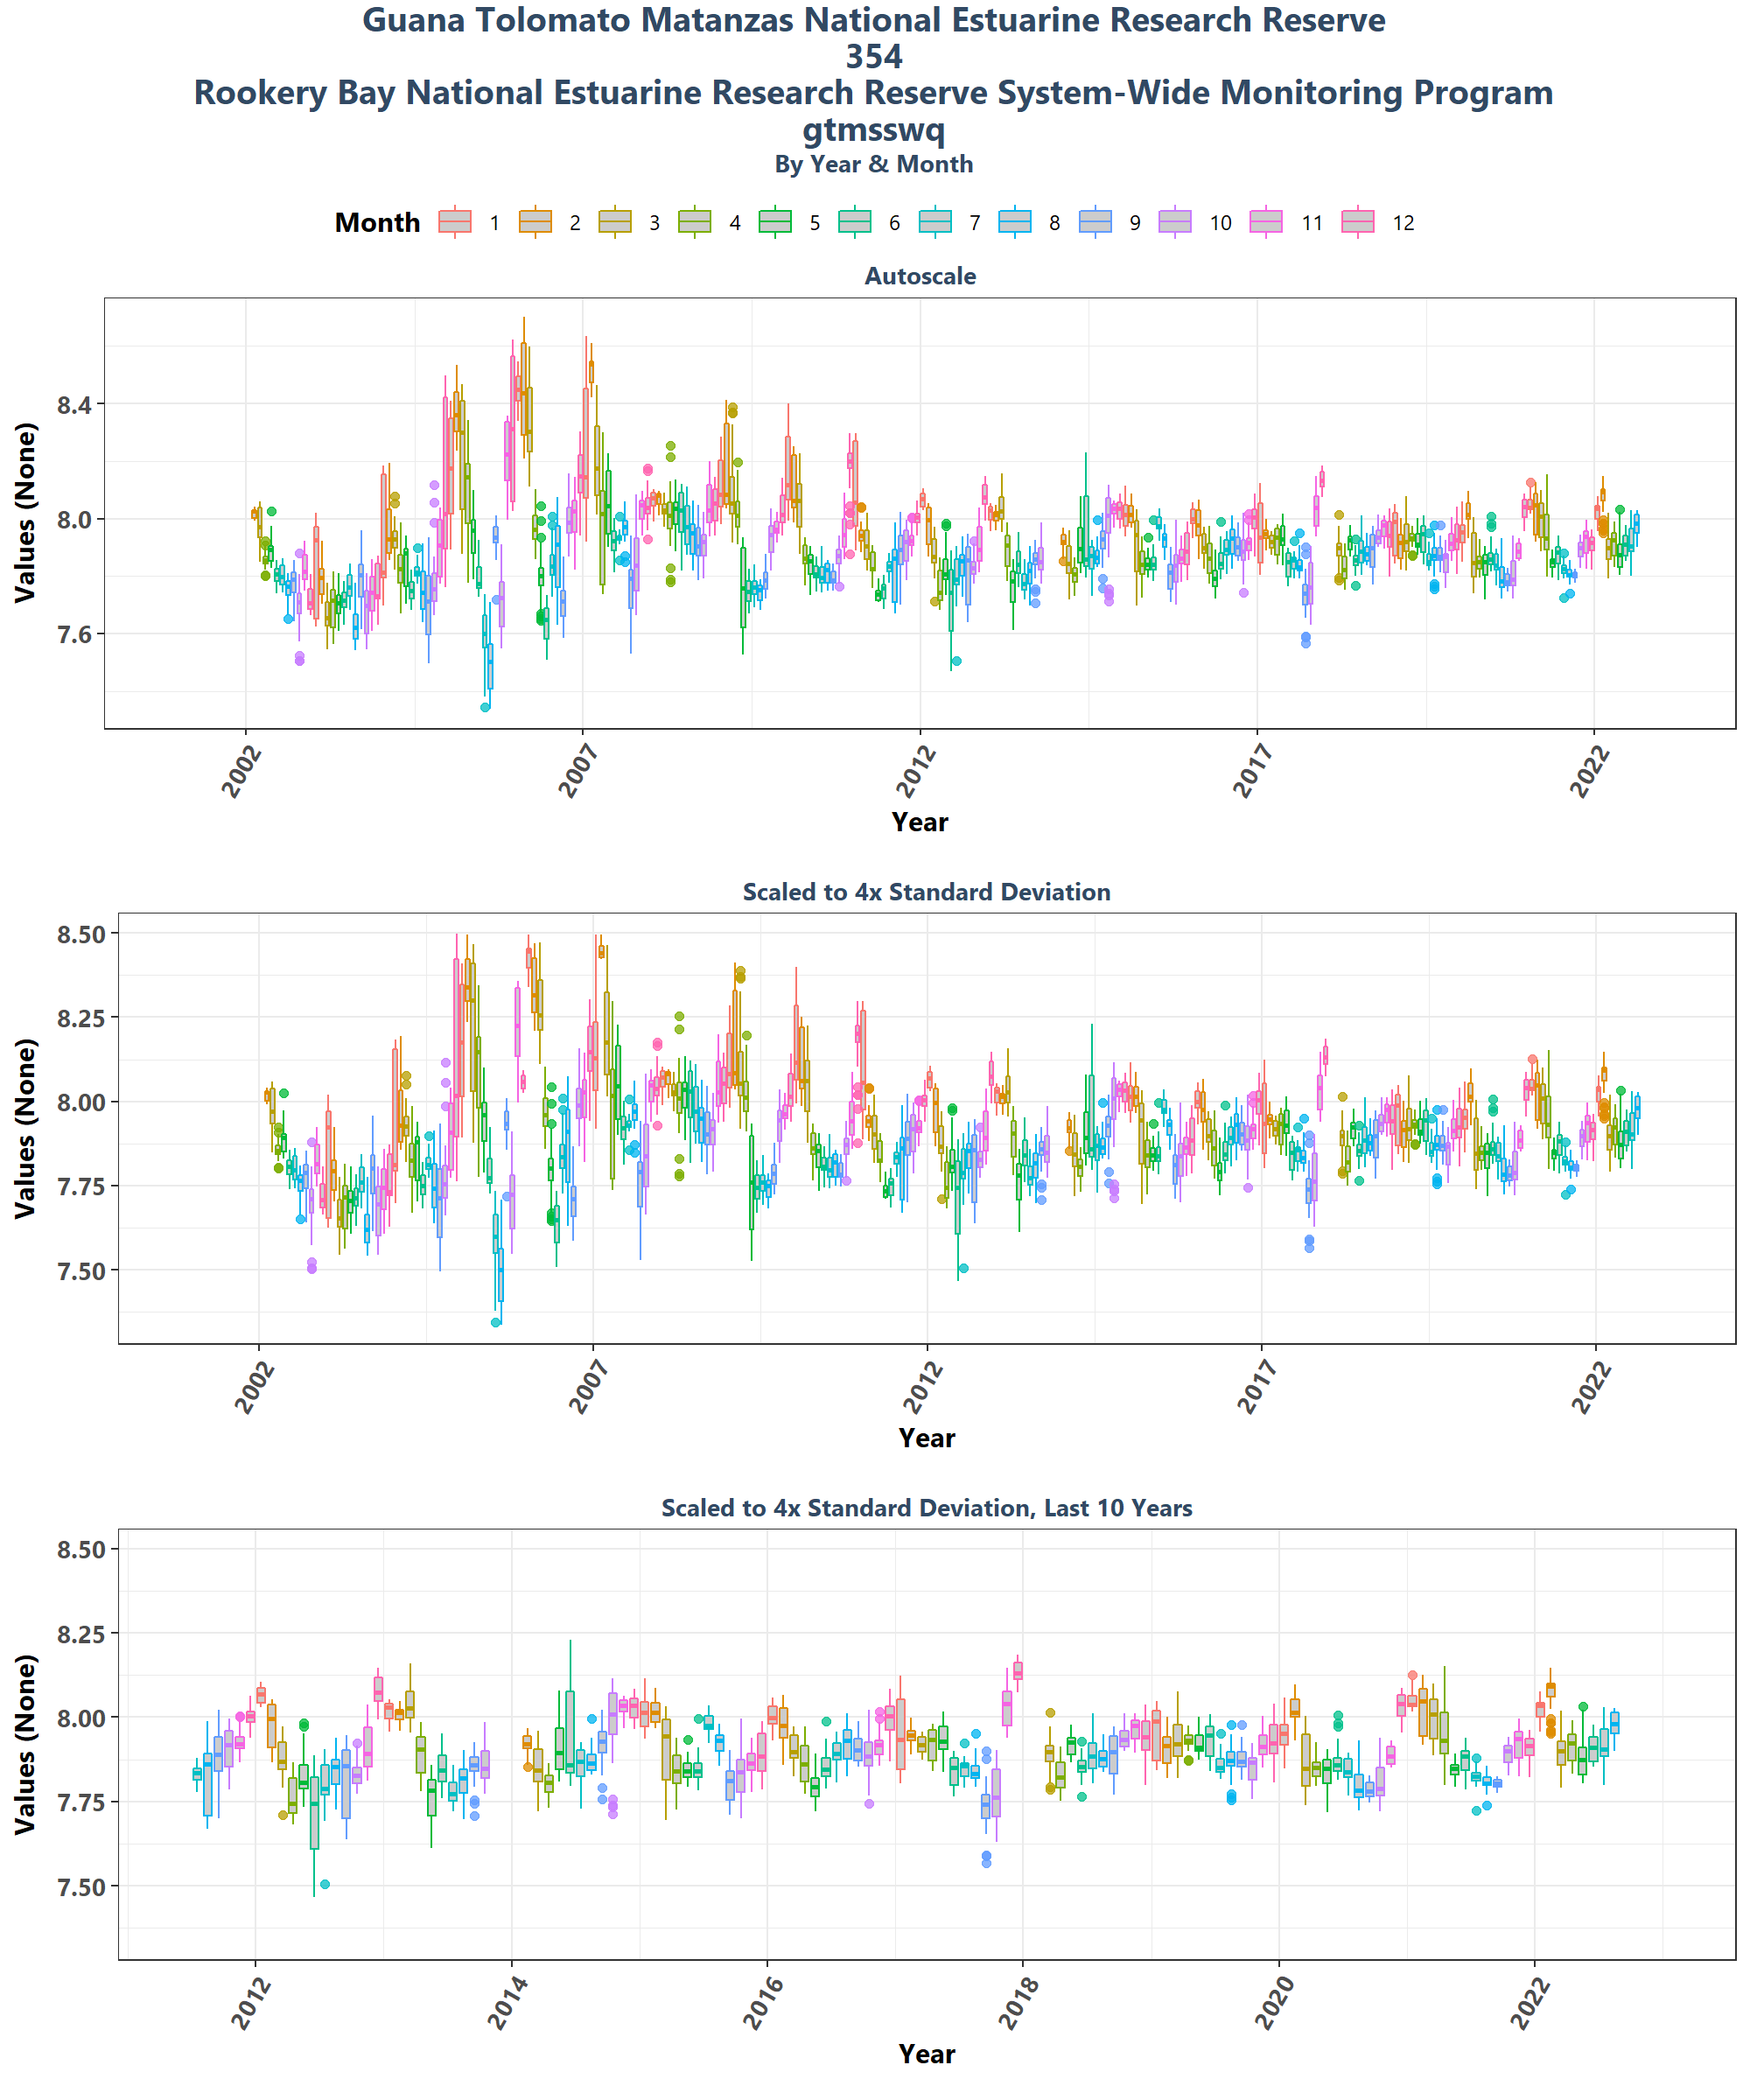 Guana Tolomato Matanzas National Estuarine Research Reserve
354
Rookery Bay National Estuarine Research Reserve System-Wide Monitoring Program
gtmsswq
By Year & Month
Month 1 2 3 4 5 6 7 8 9 10 11 12
Autoscale
Values (None)
8.4
8.0
7.6
2002 2007 2012 2017 2022
Year
Scaled to 4x Standard Deviation
Values (None)
8.50
8.25
8.00
7.75
7.50
2002 2007 2012 2017 2022
Year
Scaled to 4x Standard Deviation, Last 10 Years
Values (None)
8.50
8.25
8.00
7.75
7.50
2012 2014 2016 2018 2020 2022
Year